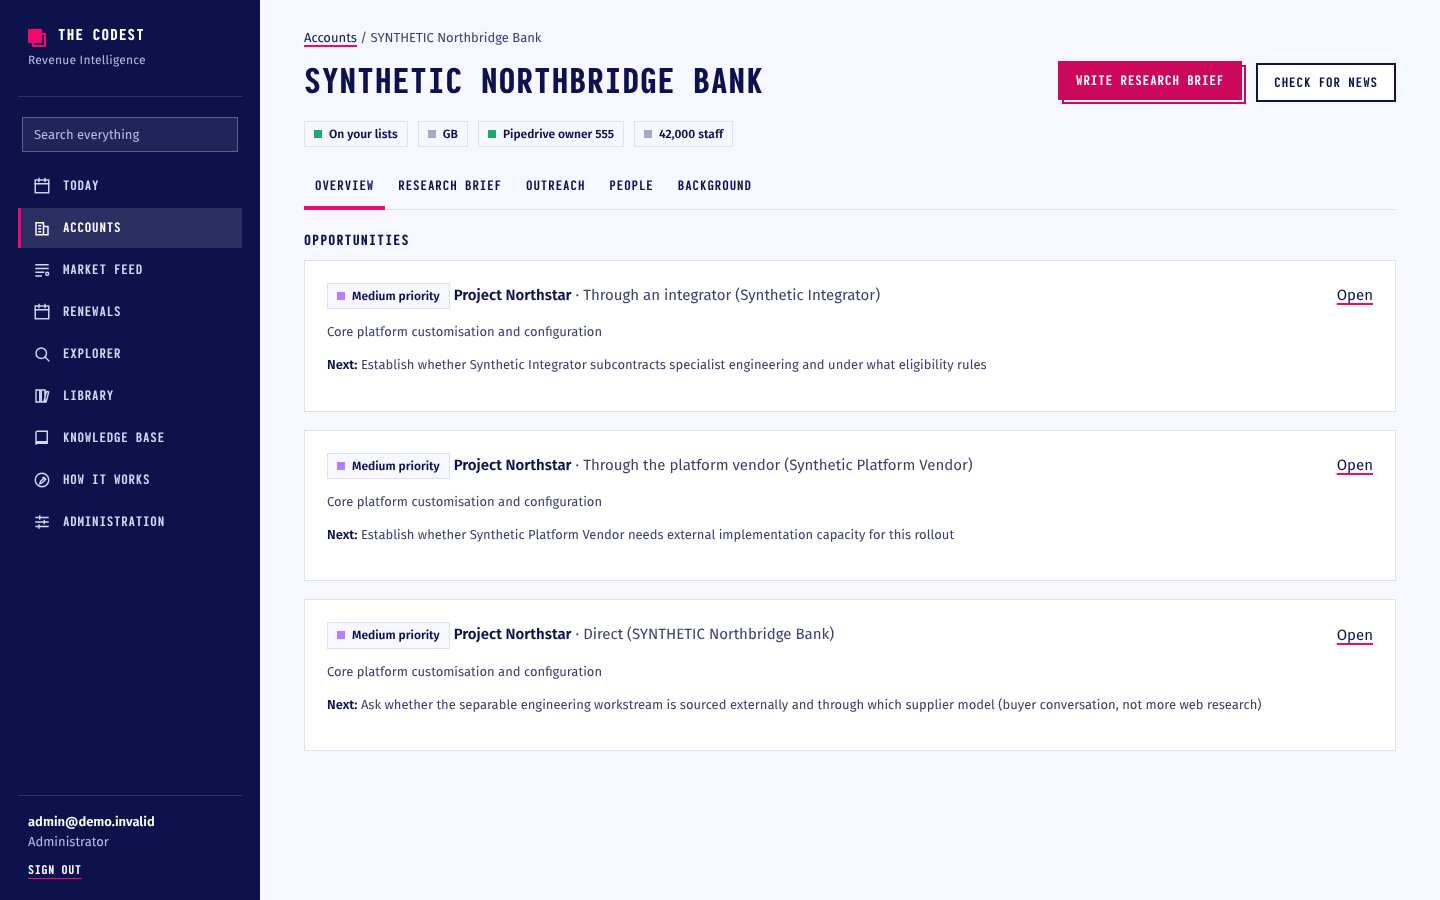 THE CODEST
Revenue Intelligence
Search everything
TODAY
ACCOUNTS
MARKET FEED
RENEWALS
EXPLORER
LIBRARY
KNOWLEDGE BASE
HOW IT WORKS
ADMINISTRATION
admin@demo.invalid
Administrator
SIGN OUT
Accounts / SYNTHETIC Northbridge Bank
SYNTHETIC NORTHBRIDGE BANK
WRITE RESEARCH BRIEF
CHECK FOR NEWS
On your lists GB Pipedrive owner 555 42,000 staff
OVERVIEW RESEARCH BRIEF OUTREACH PEOPLE BACKGROUND
OPPORTUNITIES
Medium priority Project Northstar · Through an integrator (Synthetic Integrator) Open
Core platform customisation and configuration
Next: Establish whether Synthetic Integrator subcontracts specialist engineering and under what eligibility rules
Medium priority Project Northstar · Through the platform vendor (Synthetic Platform Vendor) Open
Core platform customisation and configuration
Next: Establish whether Synthetic Platform Vendor needs external implementation capacity for this rollout
Medium priority Project Northstar · Direct (SYNTHETIC Northbridge Bank) Open
Core platform customisation and configuration
Next: Ask whether the separable engineering workstream is sourced externally and through which supplier model (buyer conversation, not more web research)